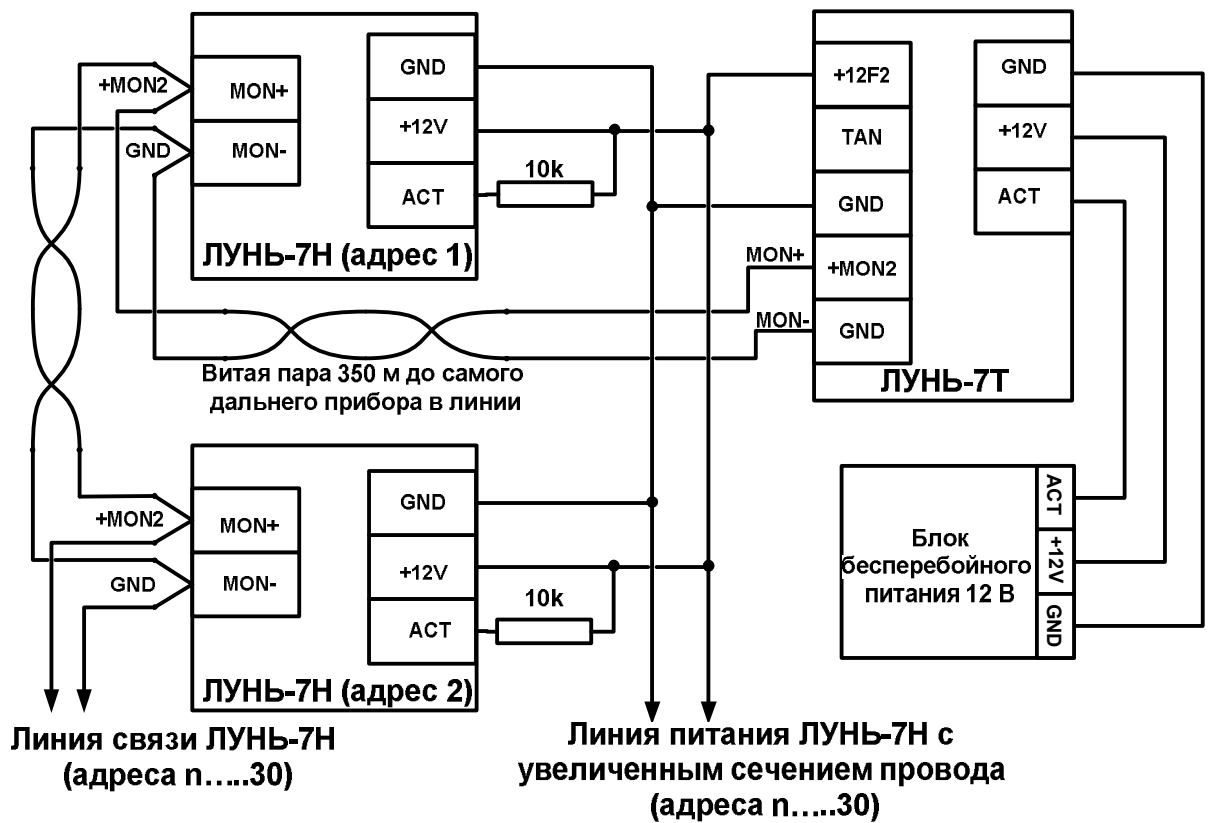 +MON2
MON+
GND
MON-
GND
+12V
ACT
10k
ЛУНЬ-7Н (адрес 1)
+12F2
TAN
GND
+MON2
GND
MON+
MON-
GND
+12V
ACT
ЛУНЬ-7Т
Витая пара 350 м до самого
дальнего прибора в линии
+MON2
MON+
GND
MON-
GND
+12V
ACT
10k
ЛУНЬ-7Н (адрес 2)
Блок
бесперебойного
питания 12 В
ACT
+12V
GND
Линия связи ЛУНЬ-7Н
(адреса n…..30)
Линия питания ЛУНЬ-7Н с
увеличенным сечением провода
(адреса n…..30)